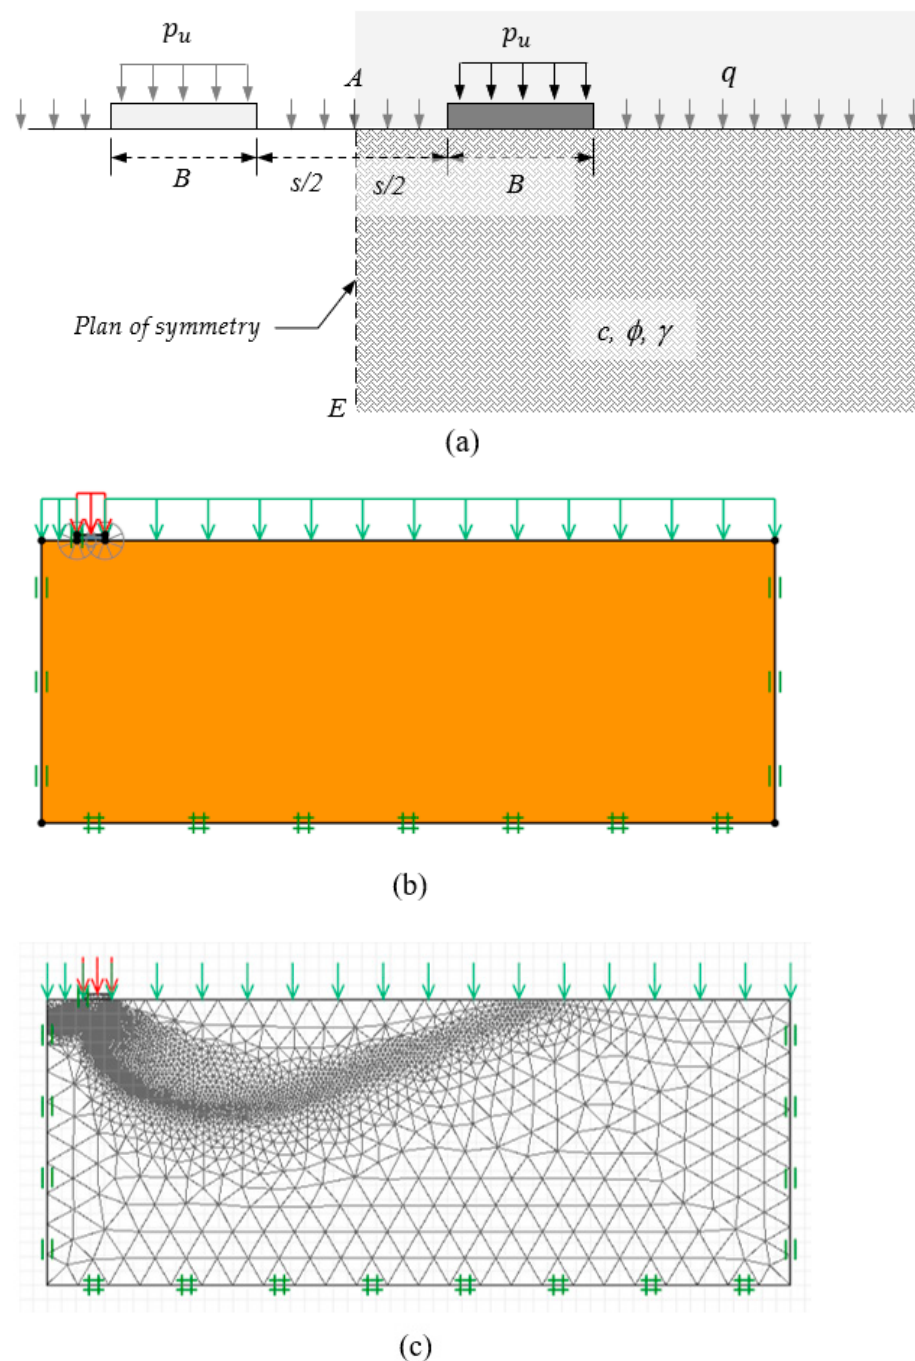 p_u p_u
A q
B s/2 s/2 B
Plan of symmetry
c, ϕ, γ
E
(a)
(b)
(c)